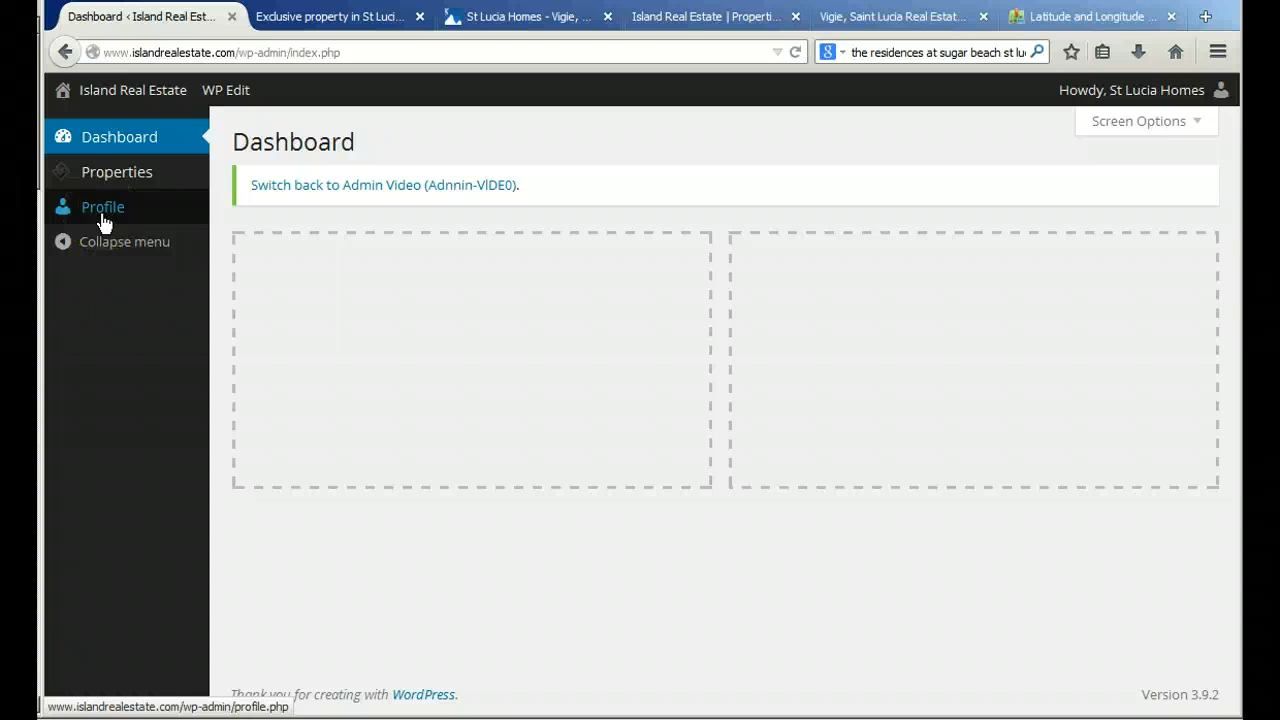 Dashboard ‹ Island Real Est...
Exclusive property in St Luci...
St Lucia Homes - Vigie, ...
Island Real Estate | Properti...
Vigie, Saint Lucia Real Estat...
Latitude and Longitude ...
www.islandrealestate.com/wp-admin/index.php
the residences at sugar beach st lu
Island Real Estate
WP Edit
Howdy, St Lucia Homes
Screen Options
Dashboard
Properties
Profile
Collapse menu
Dashboard
Switch back to Admin Video (Adnnin-VlDE0).
Thank you for creating with WordPress.
Version 3.9.2
www.islandrealestate.com/wp-admin/profile.php